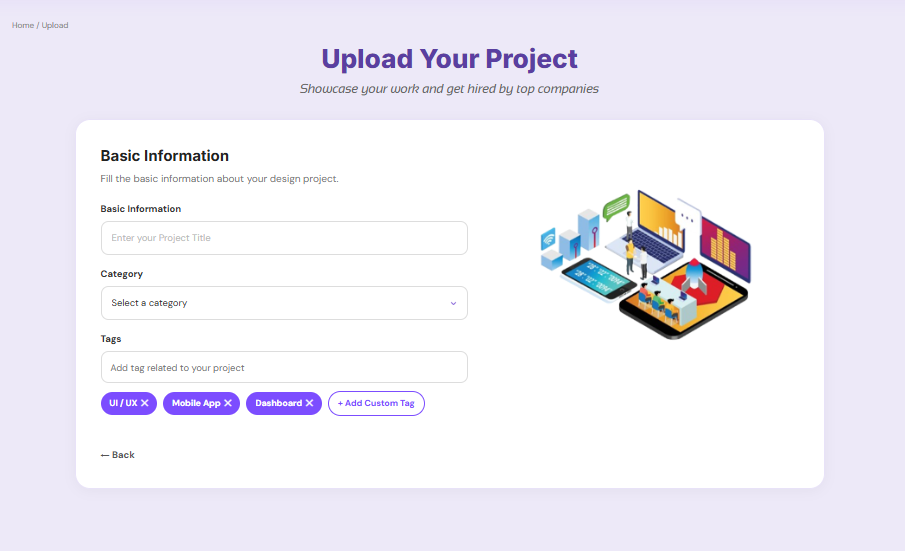 Home / Upload
Upload Your Project
Showcase your work and get hired by top companies
Basic Information
Fill the basic information about your design project.
Basic Information
Enter your Project Title
Category
Select a category
Tags
Add tag related to your project
UI / UX ✕ Mobile App ✕ Dashboard ✕ + Add Custom Tag
← Back